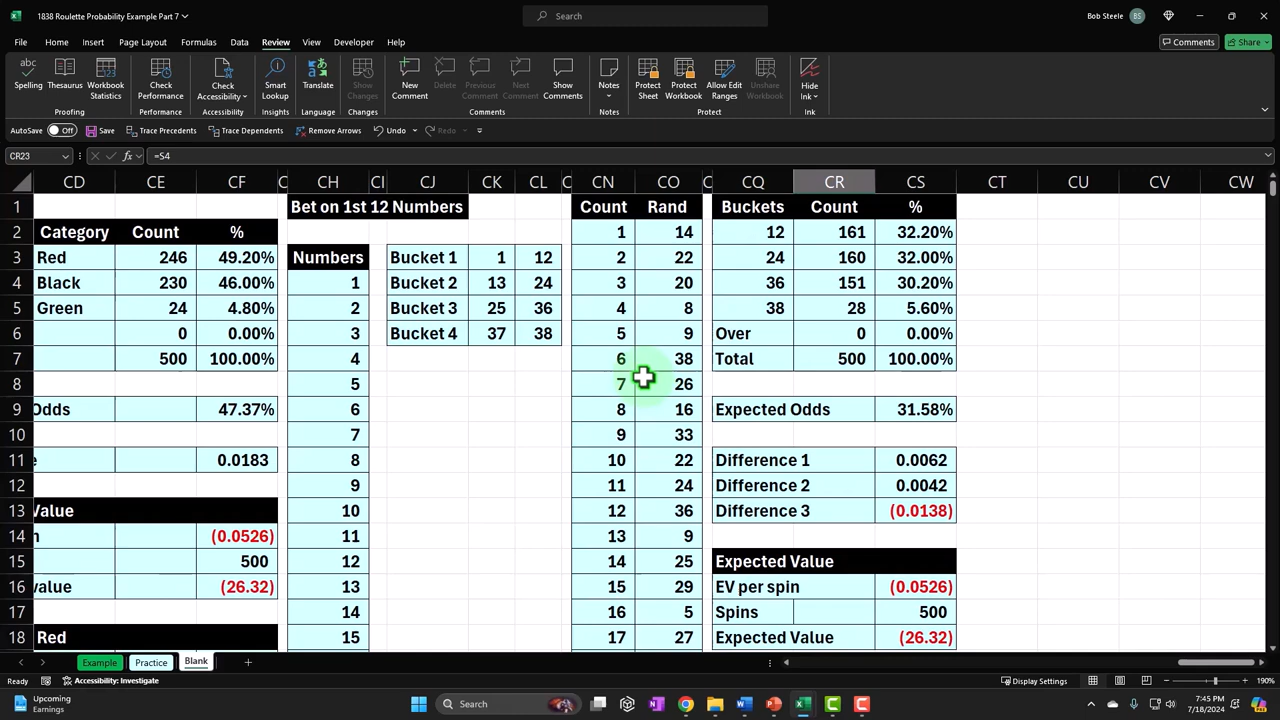 1838 Roulette Probability Example Part 7
Search
Bob Steele BS
File Home Insert Page Layout Formulas Data Review View Developer Help
Comments Share
Spelling Thesaurus Workbook Statistics Check Performance Check Accessibility Smart Lookup Translate Show Changes New Comment Delete Previous Comment Next Comment Show Comments Notes Protect Sheet Protect Workbook Allow Edit Ranges Unshare Workbook Hide Ink
Proofing Performance Accessibility Insights Language Changes Comments Notes Protect Ink
AutoSave Off Save Trace Precedents Trace Dependents Remove Arrows Undo Redo
CR23 fx =S4
CD CE CF C CH CI CJ CK CL C CN CO C CQ CR CS CT CU CV CW
1 Bet on 1st 12 Numbers Count Rand Buckets Count %
2 Category Count % 1 14 12 161 32.20%
3 Red 246 49.20% Numbers Bucket 1 1 12 2 22 24 160 32.00%
4 Black 230 46.00% 1 Bucket 2 13 24 3 20 36 151 30.20%
5 Green 24 4.80% 2 Bucket 3 25 36 4 8 38 28 5.60%
6 0 0.00% 3 Bucket 4 37 38 5 9 Over 0 0.00%
7 500 100.00% 4 6 38 Total 500 100.00%
8 5 7 26
9 Odds 47.37% 6 8 16 Expected Odds 31.58%
10 7 9 33
11 e 0.0183 8 10 22 Difference 1 0.0062
12 9 11 24 Difference 2 0.0042
13 Value 10 12 36 Difference 3 (0.0138)
14 n (0.0526) 11 13 9
15 500 12 14 25 Expected Value
16 value (26.32) 13 15 29 EV per spin (0.0526)
17 14 16 5 Spins 500
18 Red 15 17 27 Expected Value (26.32)
Example Practice Blank
Ready Accessibility: Investigate Display Settings 190%
Upcoming
Earnings
Search
7:45 PM
7/18/2024